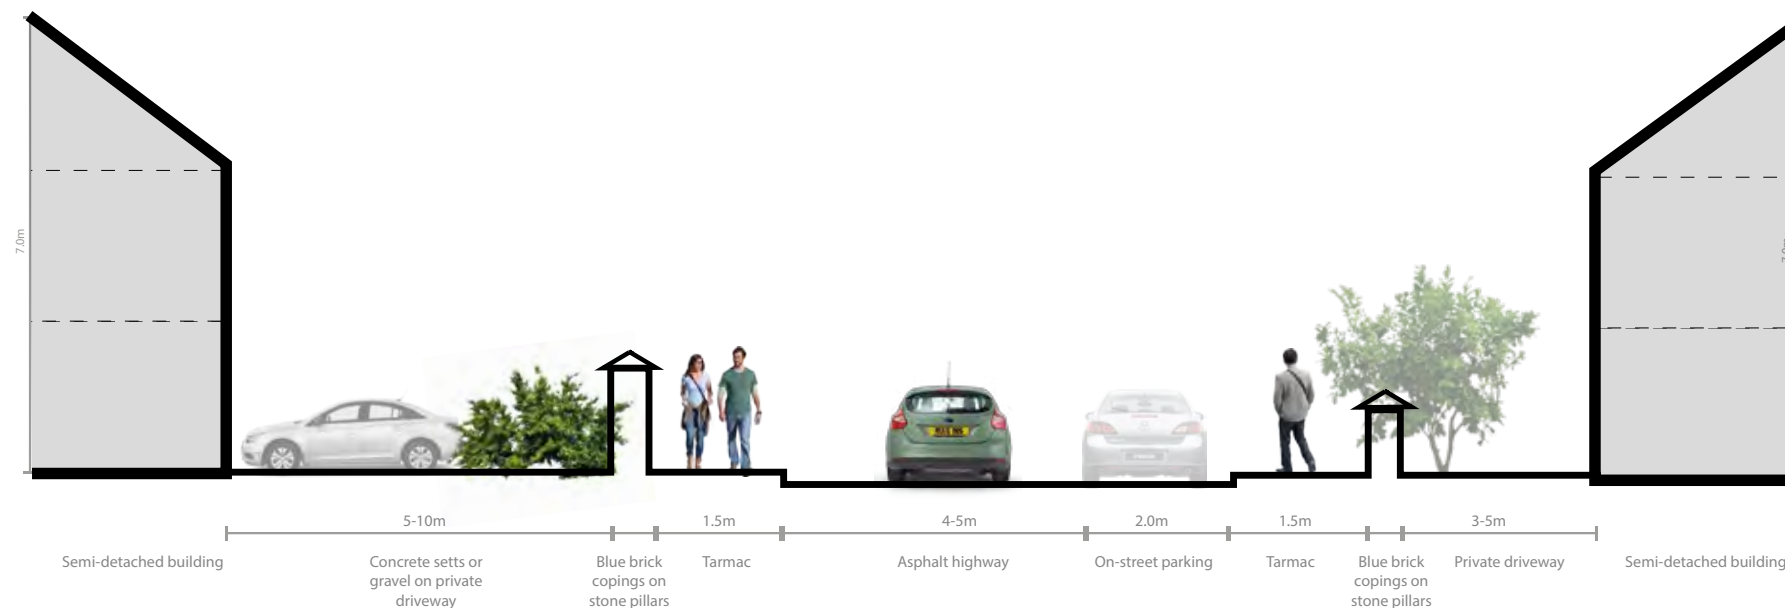 7.0m
7.0m
5-10m
1.5m
4-5m
2.0m
1.5m
3-5m
Semi-detached building
Concrete setts or
gravel on private
driveway
Blue brick
copings on
stone pillars
Tarmac
Asphalt highway
On-street parking
Tarmac
Blue brick
copings on
stone pillars
Private driveway
Semi-detached building